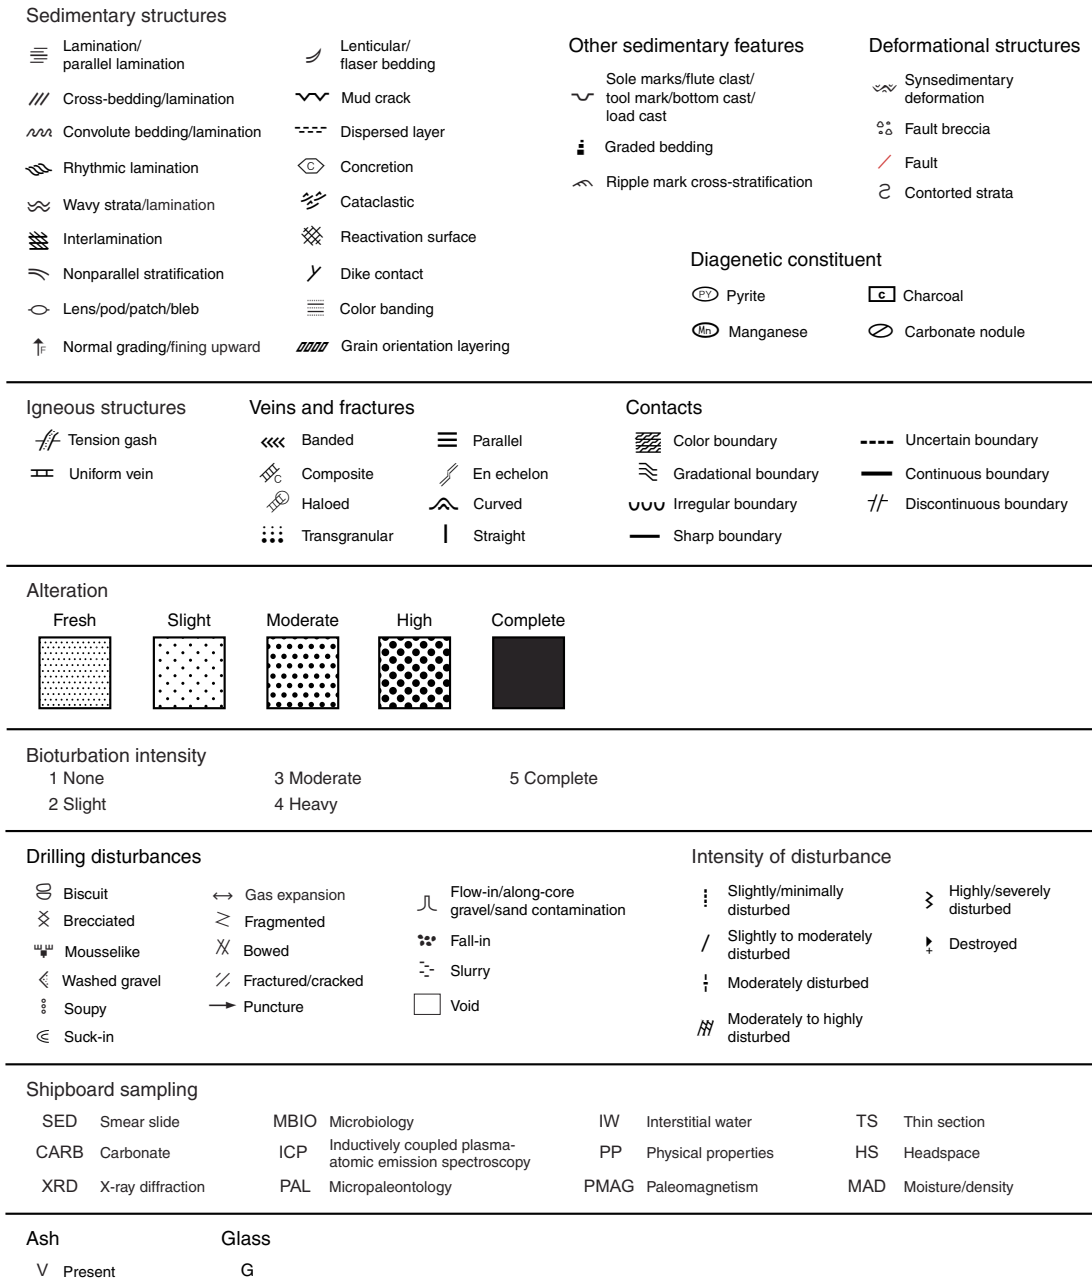 Sedimentary structures
Lamination/
parallel lamination
Cross-bedding/lamination
Convolute bedding/lamination
Rhythmic lamination
Wavy strata/lamination
Interlamination
Nonparallel stratification
Lens/pod/patch/bleb
F Normal grading/fining upward
Lenticular/
flaser bedding
Mud crack
Dispersed layer
C Concretion
Cataclastic
Reactivation surface
Dike contact
Color banding
Grain orientation layering
Other sedimentary features
Sole marks/flute clast/
tool mark/bottom cast/
load cast
Graded bedding
Ripple mark cross-stratification
Deformational structures
Synsedimentary
deformation
Fault breccia
Fault
Contorted strata
Diagenetic constituent
PY Pyrite
Mn Manganese
c Charcoal
Carbonate nodule
Igneous structures
Tension gash
Uniform vein
Veins and fractures
Banded
C Composite
Haloed
Transgranular
Parallel
En echelon
Curved
Straight
Contacts
Color boundary
Gradational boundary
Irregular boundary
Sharp boundary
Uncertain boundary
Continuous boundary
Discontinuous boundary
Alteration
Fresh Slight Moderate High Complete
Bioturbation intensity
1 None 3 Moderate 5 Complete
2 Slight 4 Heavy
Drilling disturbances
Biscuit
Brecciated
Mousselike
Washed gravel
Soupy
Suck-in
Gas expansion
Fragmented
Bowed
Fractured/cracked
Puncture
Flow-in/along-core
gravel/sand contamination
Fall-in
Slurry
Void
Intensity of disturbance
Slightly/minimally
disturbed
Slightly to moderately
disturbed
Moderately disturbed
Moderately to highly
disturbed
Highly/severely
disturbed
Destroyed
Shipboard sampling
SED Smear slide
CARB Carbonate
XRD X-ray diffraction
MBIO Microbiology
ICP Inductively coupled plasma-
atomic emission spectroscopy
PAL Micropaleontology
IW Interstitial water
PP Physical properties
PMAG Paleomagnetism
TS Thin section
HS Headspace
MAD Moisture/density
Ash Glass
V Present G